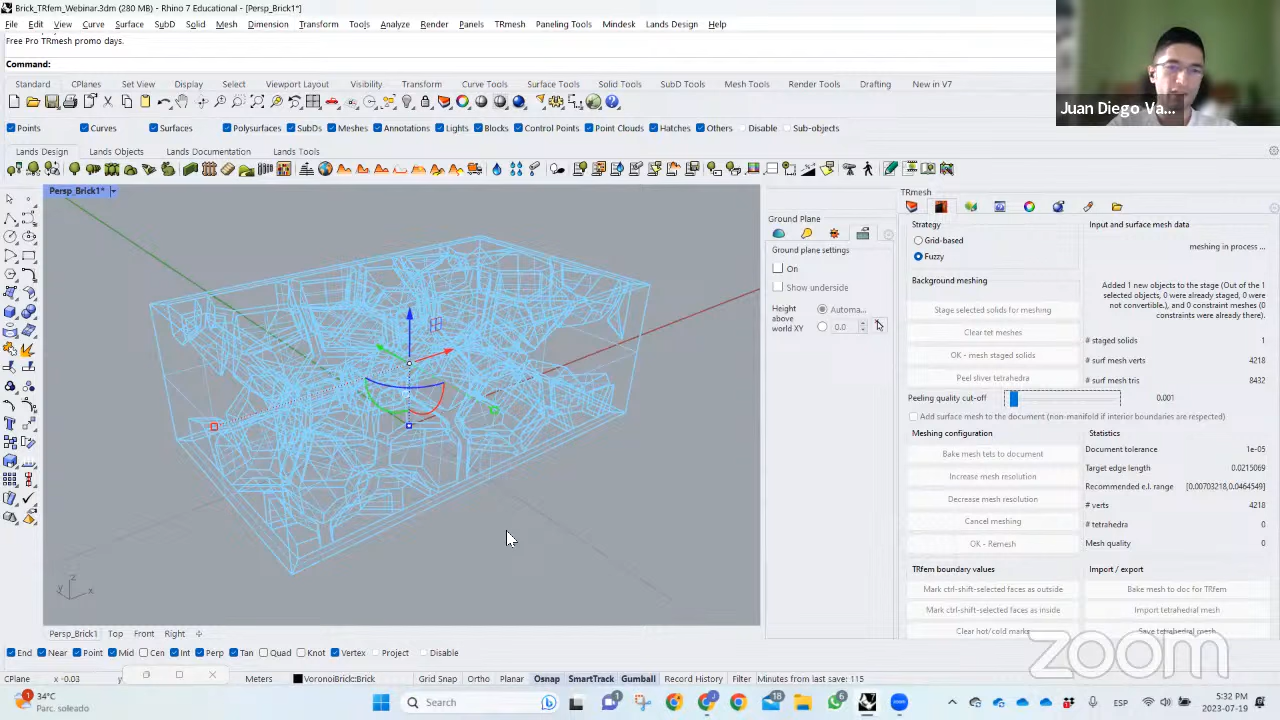 Brick_TRfem_Webinar.3dm (280 MB) - Rhino 7 Educational - [Persp_Brick1*]
File Edit View Curve Surface SubD Solid Mesh Dimension Transform Tools Analyze Render Panels TRmesh Paneling Tools Mindesk Lands Design Help
Free Pro TRmesh promo days.
Command:
Standard CPlanes Set View Display Select Viewport Layout Visibility Transform Curve Tools Surface Tools Solid Tools SubD Tools Mesh Tools Render Tools Drafting New in V7
Points Curves Surfaces Polysurfaces SubDs Meshes Annotations Lights Blocks Control Points Point Clouds Hatches Others Disable Sub-objects
Lands Design Lands Objects Lands Documentation Lands Tools
Juan Diego Va...
Persp_Brick1*
z
y x
Ground Plane
Ground plane settings
On
Show underside
Height above world XY
Automa...
0.0
TRmesh
Strategy
Grid-based
Fuzzy
Background meshing
Stage selected solids for meshing
Clear tet meshes
OK - mesh staged solids
Peel sliver tetrahedra
Input and surface mesh data
meshing in process ...
Added 1 new objects to the stage (Out of the 1 selected objects, 0 were already staged, 0 were not convertible,), and 0 constraint meshes (0 constraints were already there).
# staged solids 1
# surf mesh verts 4218
# surf mesh tris 8432
Peeling quality cut-off 0.001
Add surface mesh to the document (non-manifold if interior boundaries are respected)
Meshing configuration
Bake mesh tets to document
Increase mesh resolution
Decrease mesh resolution
Cancel meshing
OK - Remesh
Statistics
Document tolerance 1e-05
Target edge length 0.0215069
Recommended e.l. range [0.00703218,0.0464549]
# verts 4218
# tetrahedra 0
Mesh quality 0
TRfem boundary values
Mark ctrl-shift-selected faces as outside
Mark ctrl-shift-selected faces as inside
Clear hot/cold marks
Import / export
Bake mesh to doc for TRfem
Import tetrahedral mesh
Save tetrahedral mesh
zoom
Persp_Brick1 Top Front Right
End Near Point Mid Cen Int Perp Tan Quad Knot Vertex Project Disable
CPlane x -0.03 y Meters VoronoiBrick:Brick Grid Snap Ortho Planar Osnap SmartTrack Gumball Record History Filter Minutes from last save: 115
1
34°C
Parc. soleado
Search
1
18
6
ESP
5:32 PM
2023-07-19